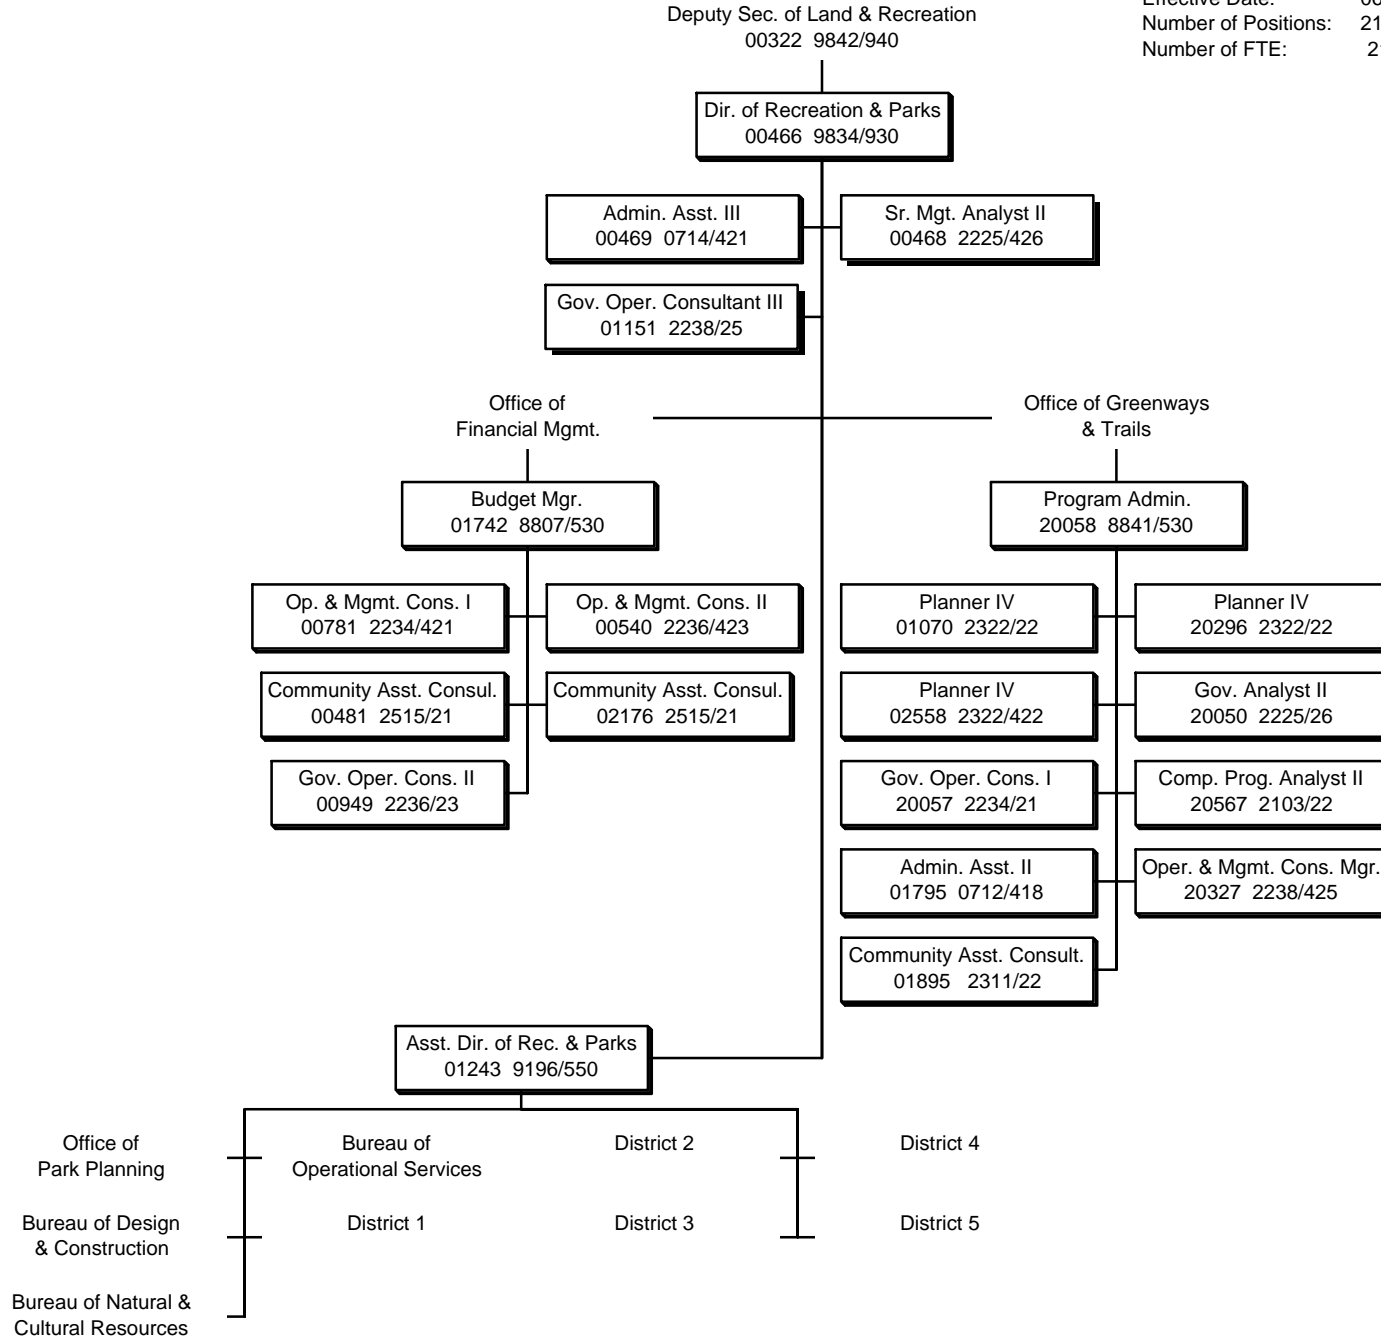 Deputy Sec. of Land & Recreation
00322 9842/940
Number of Positions: 21
Number of FTE:
Dir. of Recreation & Parks
00466 9834/930
Admin. Asst. III
00469 0714/421
Sr. Mgt. Analyst II
00468 2225/426
Gov. Oper. Consultant III
01151 2238/25
Office of
Financial Mgmt.
Office of Greenways
& Trails
Budget Mgr.
01742 8807/530
Program Admin.
20058 8841/530
Op. & Mgmt. Cons. I
00781 2234/421
Op. & Mgmt. Cons. II
00540 2236/423
Planner IV
01070 2322/22
Planner IV
20296 2322/22
Community Asst. Consul.
00481 2515/21
Community Asst. Consul.
02176 2515/21
Planner IV
02558 2322/422
Gov. Analyst II
20050 2225/26
Gov. Oper. Cons. II
00949 2236/23
Gov. Oper. Cons. I
20057 2234/21
Comp. Prog. Analyst II
20567 2103/22
Admin. Asst. II
01795 0712/418
Oper. & Mgmt. Cons. Mgr.
20327 2238/425
Community Asst. Consult.
01895 2311/22
Asst. Dir. of Rec. & Parks
01243 9196/550
Office of
Park Planning
Bureau of
Operational Services
District 2
District 4
Bureau of Design
& Construction
District 1
District 3
District 5
Bureau of Natural &
Cultural Resources